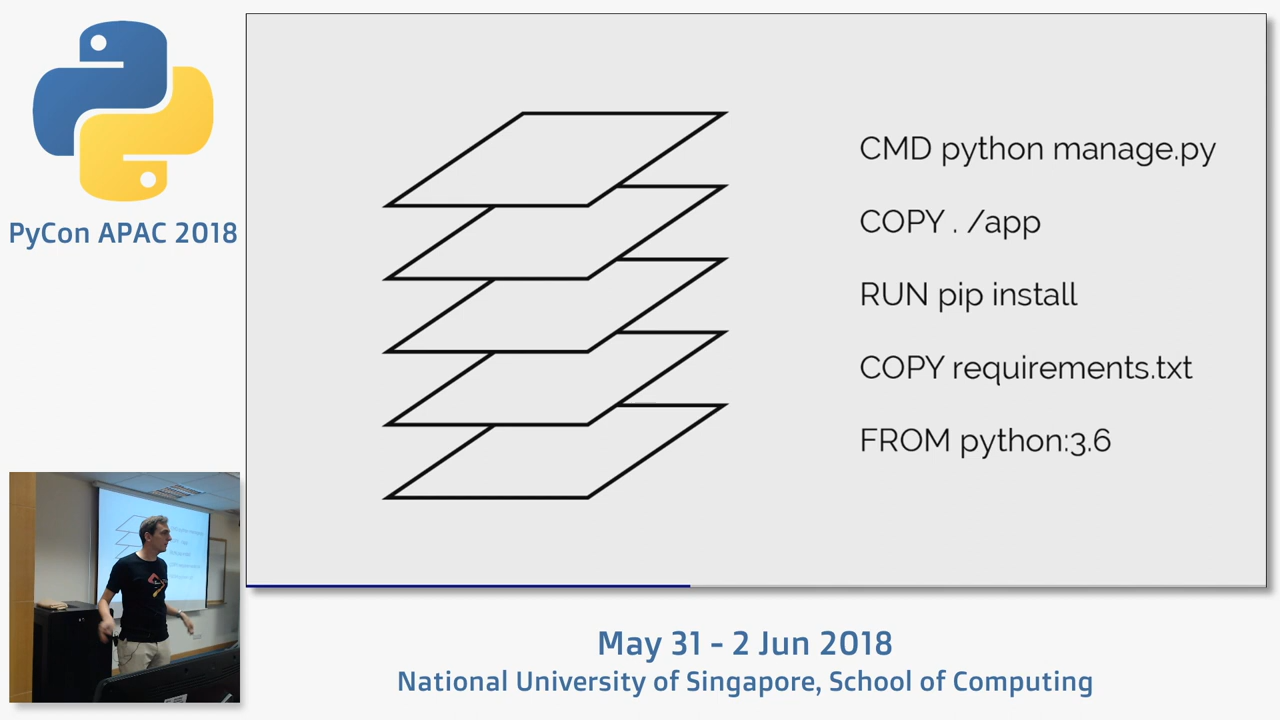 PyCon APAC 2018
CMD python manage.py
COPY . /app
RUN pip install
COPY requirements.txt
FROM python:3.6
May 31 - 2 Jun 2018
National University of Singapore, School of Computing